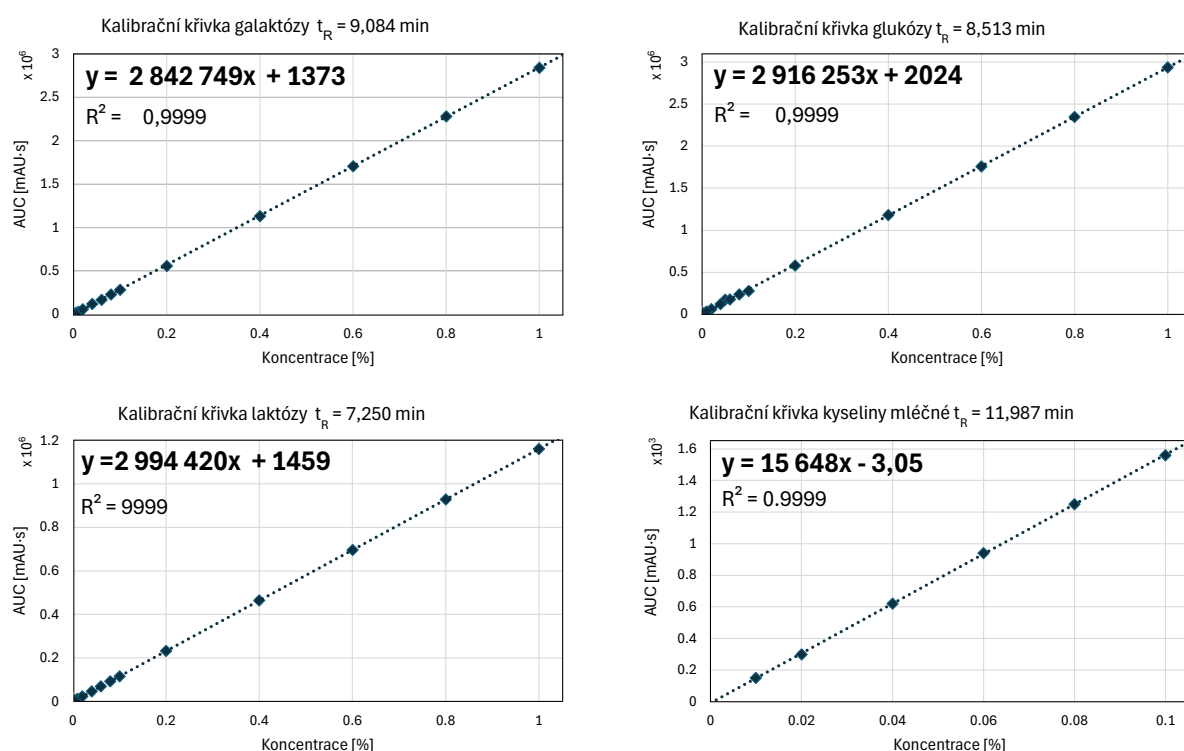 Kalibrační křivka galaktózy t_R = 9,084 min
x 10⁶
y = 2 842 749x + 1373
R² = 0,9999
AUC [mAU·s]
3
2.5
2
1.5
1
0.5
0
0 0.2 0.4 0.6 0.8 1
Koncentrace [%]
Kalibrační křivka glukózy t_R = 8,513 min
x 10⁶
y = 2 916 253x + 2024
R² = 0,9999
AUC [mAU·s]
3
2.5
2
1.5
1
0.5
0
0 0.2 0.4 0.6 0.8 1
Koncentrace [%]
Kalibrační křivka laktózy t_R = 7,250 min
x 10⁶
y =2 994 420x + 1459
R² = 9999
AUC [mAU·s]
1.2
1
0.8
0.6
0.4
0.2
0
0 0.2 0.4 0.6 0.8 1
Koncentrace [%]
Kalibrační křivka kyseliny mléčné t_R = 11,987 min
x10³
y = 15 648x - 3,05
R² = 0.9999
AUC [mAU·s]
1.6
1.4
1.2
1
0.8
0.6
0.4
0.2
0
0 0.02 0.04 0.06 0.08 0.1
Koncentrace [%]